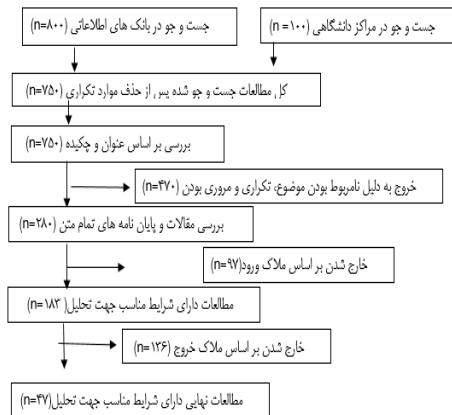 جست و جو در مراکز دانشگاهی (n=۱۰۰)
جست و جو در بانک های اطلاعاتی (n=۸۰۰)
کل مطالعات جست و جو شده پس از حذف موارد تکراری (n=۷۵۰)
بررسی بر اساس عنوان و چکیده (n=۷۵۰)
خروج به دلیل نامربوط بودن موضوع، تکراری و مروری بودن (n=۴۷۰)
بررسی مقالات و پایان نامه های تمام متن (n=۲۸۰)
خارج شدن بر اساس ملاک ورود(n=۹۷)
مطالعات دارای شرایط مناسب جهت تحلیل( n=۱۸۳)
خارج شدن بر اساس ملاک خروج (n=۱۳۶)
مطالعات نهایی دارای شرایط مناسب جهت تحلیل(n=۴۷)